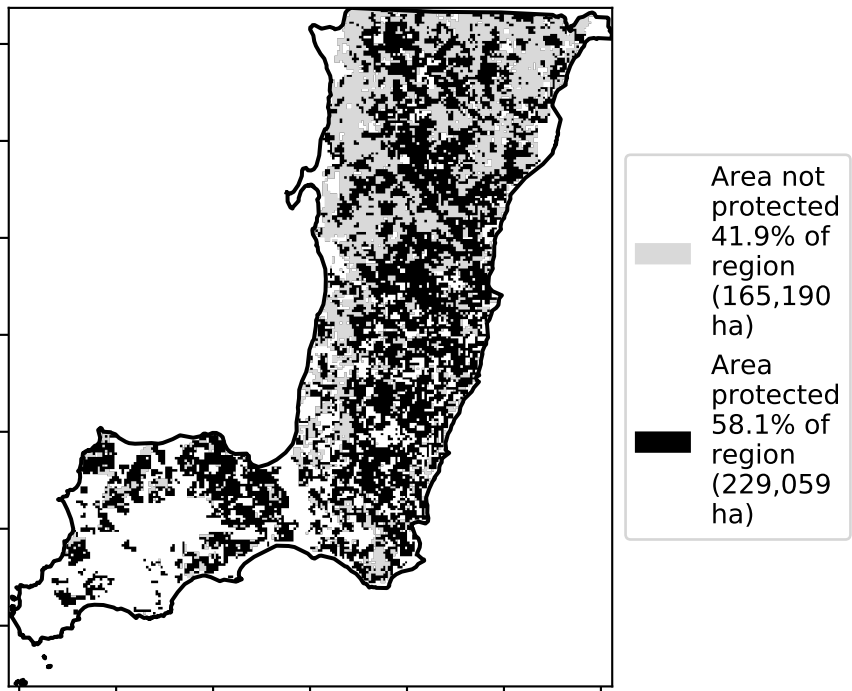 Area not
protected
41.9% of
region
(165,190
ha)
Area
protected
58.1% of
region
(229,059
ha)